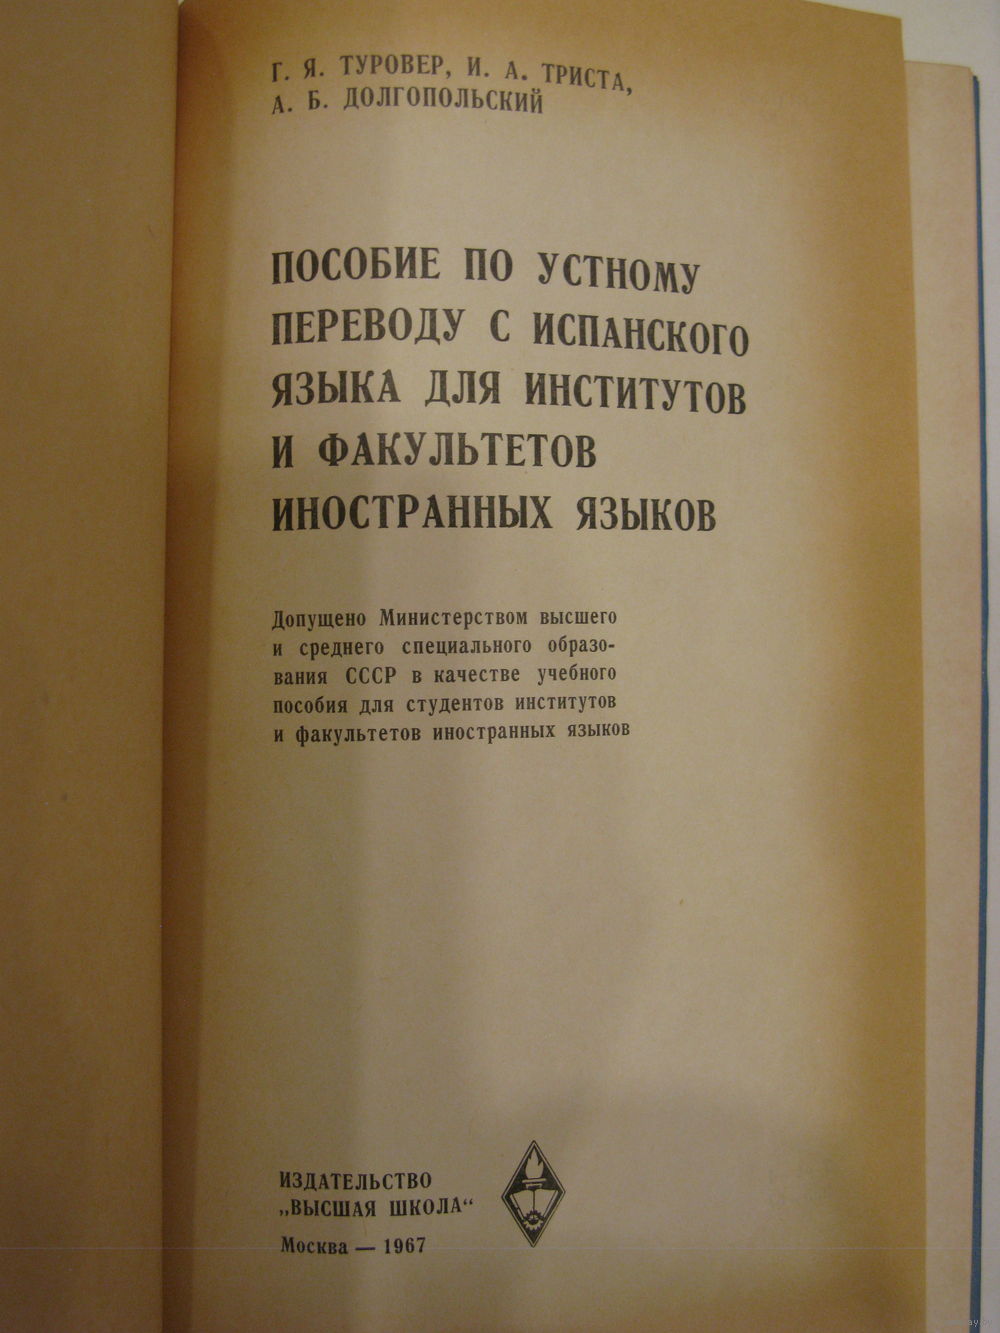 Г. Я. ТУРОВЕР, И. А. ТРИСТА,
А. Б. ДОЛГОПОЛЬСКИЙ
ПОСОБИЕ ПО УСТНОМУ
ПЕРЕВОДУ С ИСПАНСКОГО
ЯЗЫКА ДЛЯ ИНСТИТУТОВ
И ФАКУЛЬТЕТОВ
ИНОСТРАННЫХ ЯЗЫКОВ
Допущено Министерством высшего
и среднего специального образо-
вания СССР в качестве учебного
пособия для студентов институтов
и факультетов иностранных языков
ИЗДАТЕЛЬСТВО
„ВЫСШАЯ ШКОЛА“
Москва — 1967